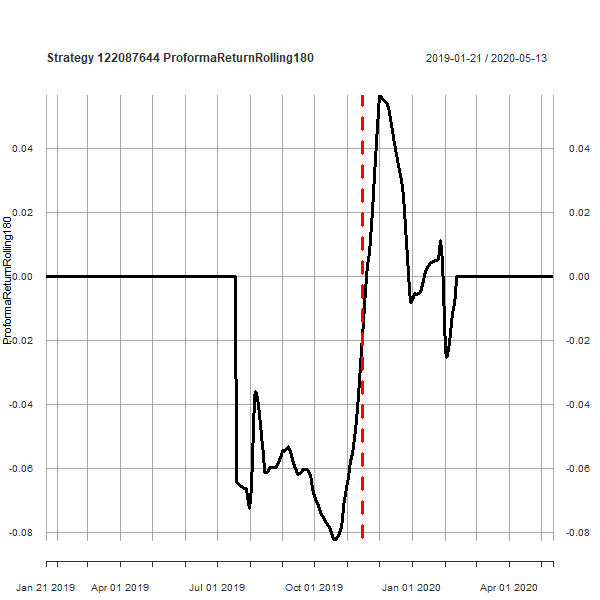 Strategy 122087644 ProformaReturnRolling180
2019-01-21 / 2020-05-13
ProformaReturnRolling180
0.04 0.04
0.02 0.02
0.00 0.00
-0.02 -0.02
-0.04 -0.04
-0.06 -0.06
-0.08 -0.08
Jan 21 2019 Apr 01 2019 Jul 01 2019 Oct 01 2019 Jan 01 2020 Apr 01 2020